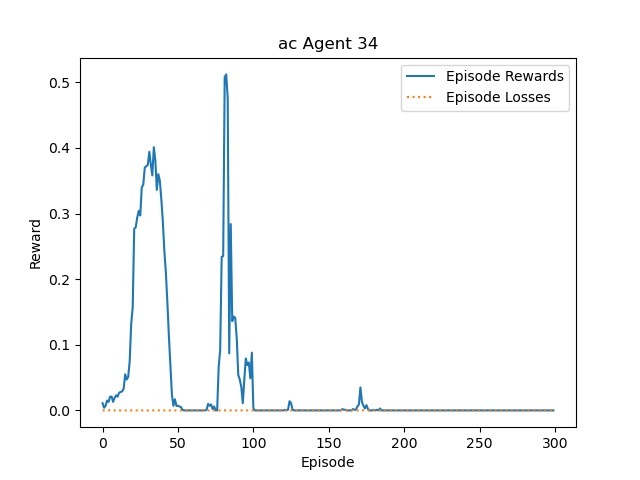 ac Agent 34
Episode Rewards
Episode Losses
Reward
0.5
0.4
0.3
0.2
0.1
0.0
0 50 100 150 200 250 300
Episode